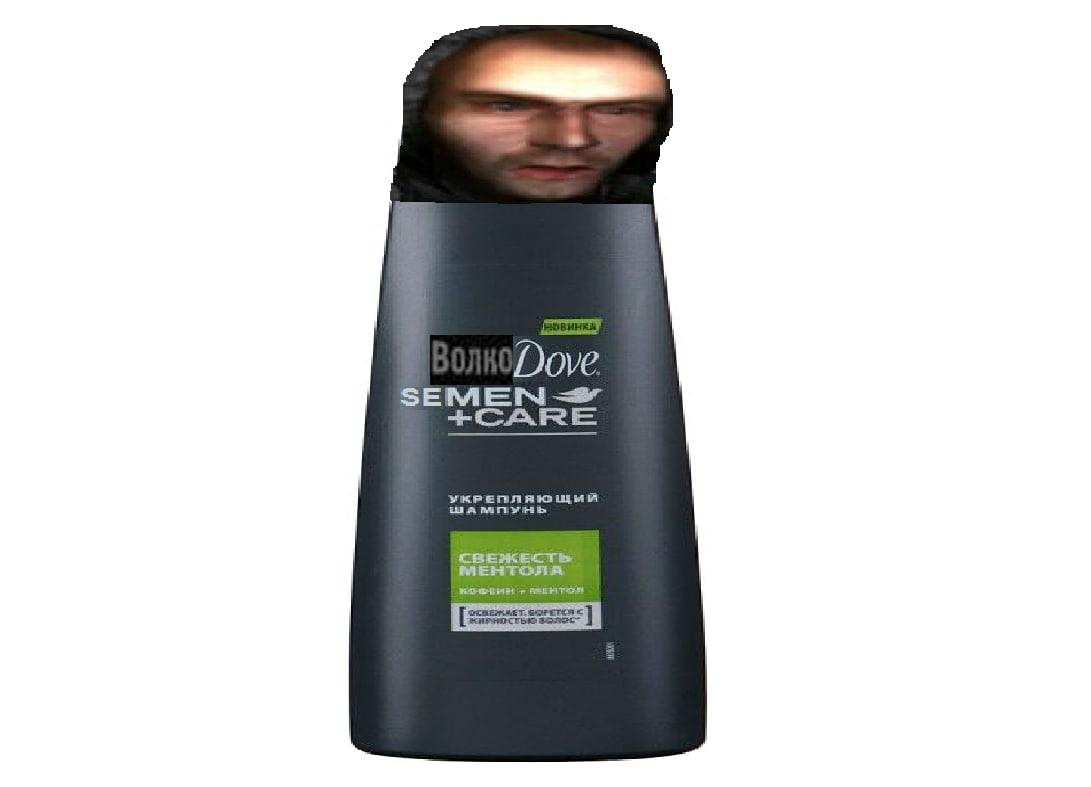 НОВИНКА
ВолкоDove
SEMEN
+CARE
УКРЕПЛЯЮЩИЙ
ШАМПУНЬ
СВЕЖЕСТЬ
МЕНТОЛА
КОФЕИН + МЕНТОЛ
[ОСВЕЖАЕТ. БОРЕТСЯ С
ЖИРНОСТЬЮ ВОЛОС*]